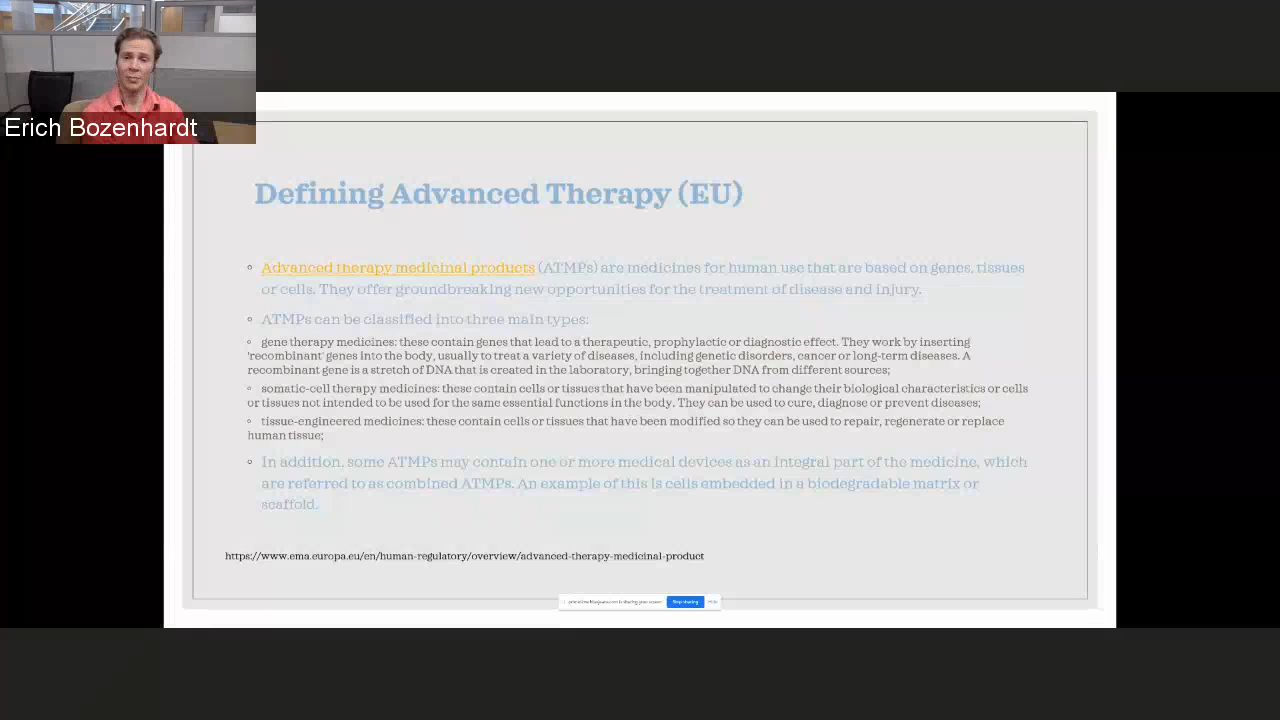 Erich Bozenhardt
Defining Advanced Therapy (EU)
Advanced therapy medicinal products (ATMPs) are medicines for human use that are based on genes, tissues
or cells. They offer groundbreaking new opportunities for the treatment of disease and injury.
ATMPs can be classified into three main types:
gene therapy medicines: these contain genes that lead to a therapeutic, prophylactic or diagnostic effect. They work by inserting
'recombinant' genes into the body, usually to treat a variety of diseases, including genetic disorders, cancer or long-term diseases. A
recombinant gene is a stretch of DNA that is created in the laboratory, bringing together DNA from different sources;
somatic-cell therapy medicines: these contain cells or tissues that have been manipulated to change their biological characteristics or cells
or tissues not intended to be used for the same essential functions in the body. They can be used to cure, diagnose or prevent diseases;
tissue-engineered medicines: these contain cells or tissues that have been modified so they can be used to repair, regenerate or replace
human tissue;
In addition, some ATMPs may contain one or more medical devices as an integral part of the medicine, which
are referred to as combined ATMPs. An example of this is cells embedded in a biodegradable matrix or
scaffold.
https://www.ema.europa.eu/en/human-regulatory/overview/advanced-therapy-medicinal-product
is sharing your screen. Stop sharing Hide